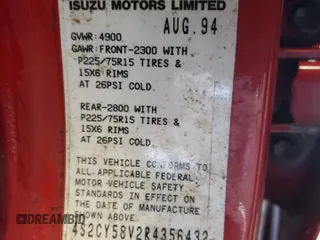 ISUZU MOTORS LIMITED
AUG.94
GVWR:4900
GAWR:FRONT-2300 WITH
P225/75R15 TIRES &
15X6 RIMS
AT 26PSI COLD.
REAR-2800 WITH
P225/75R15 TIRES &
15X6 RIMS
AT 26PSI COLD.
THIS VEHICLE CONFORMS TO
ALL APPLICABLE FEDERAL
MOTOR VEHICLE SAFETY
STANDARDS IN EFFECT ON
THE DATE OF MANUFACTURE
SHOWN ABOVE
4S2CY58V2R4356432
DREAMBID